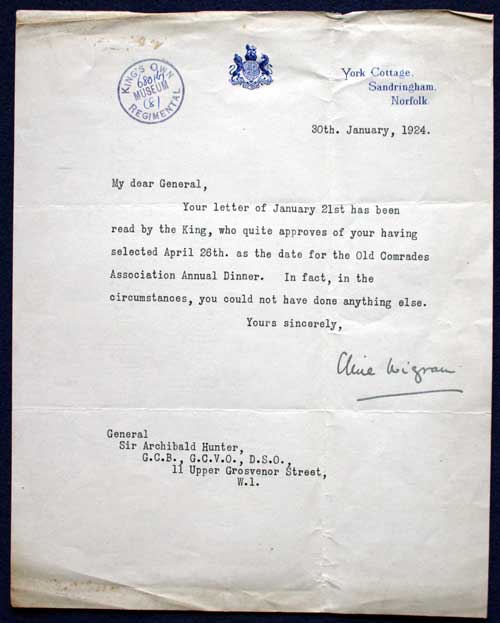 KING'S OWN
MUSEUM
REGIMENTAL
York Cottage,
Sandringham,
Norfolk.
30th. January, 1924.
My dear General,
Your letter of January 21st has been
read by the King, who quite approves of your having
selected April 26th. as the date for the Old Comrades
Association Annual Dinner. In fact, in the
circumstances, you could not have done anything else.
Yours sincerely,
Clive Wigram
General
Sir Archibald Hunter,
G.C.B., G.C.V.O., D.S.O.,
11 Upper Grosvenor Street,
W.1.